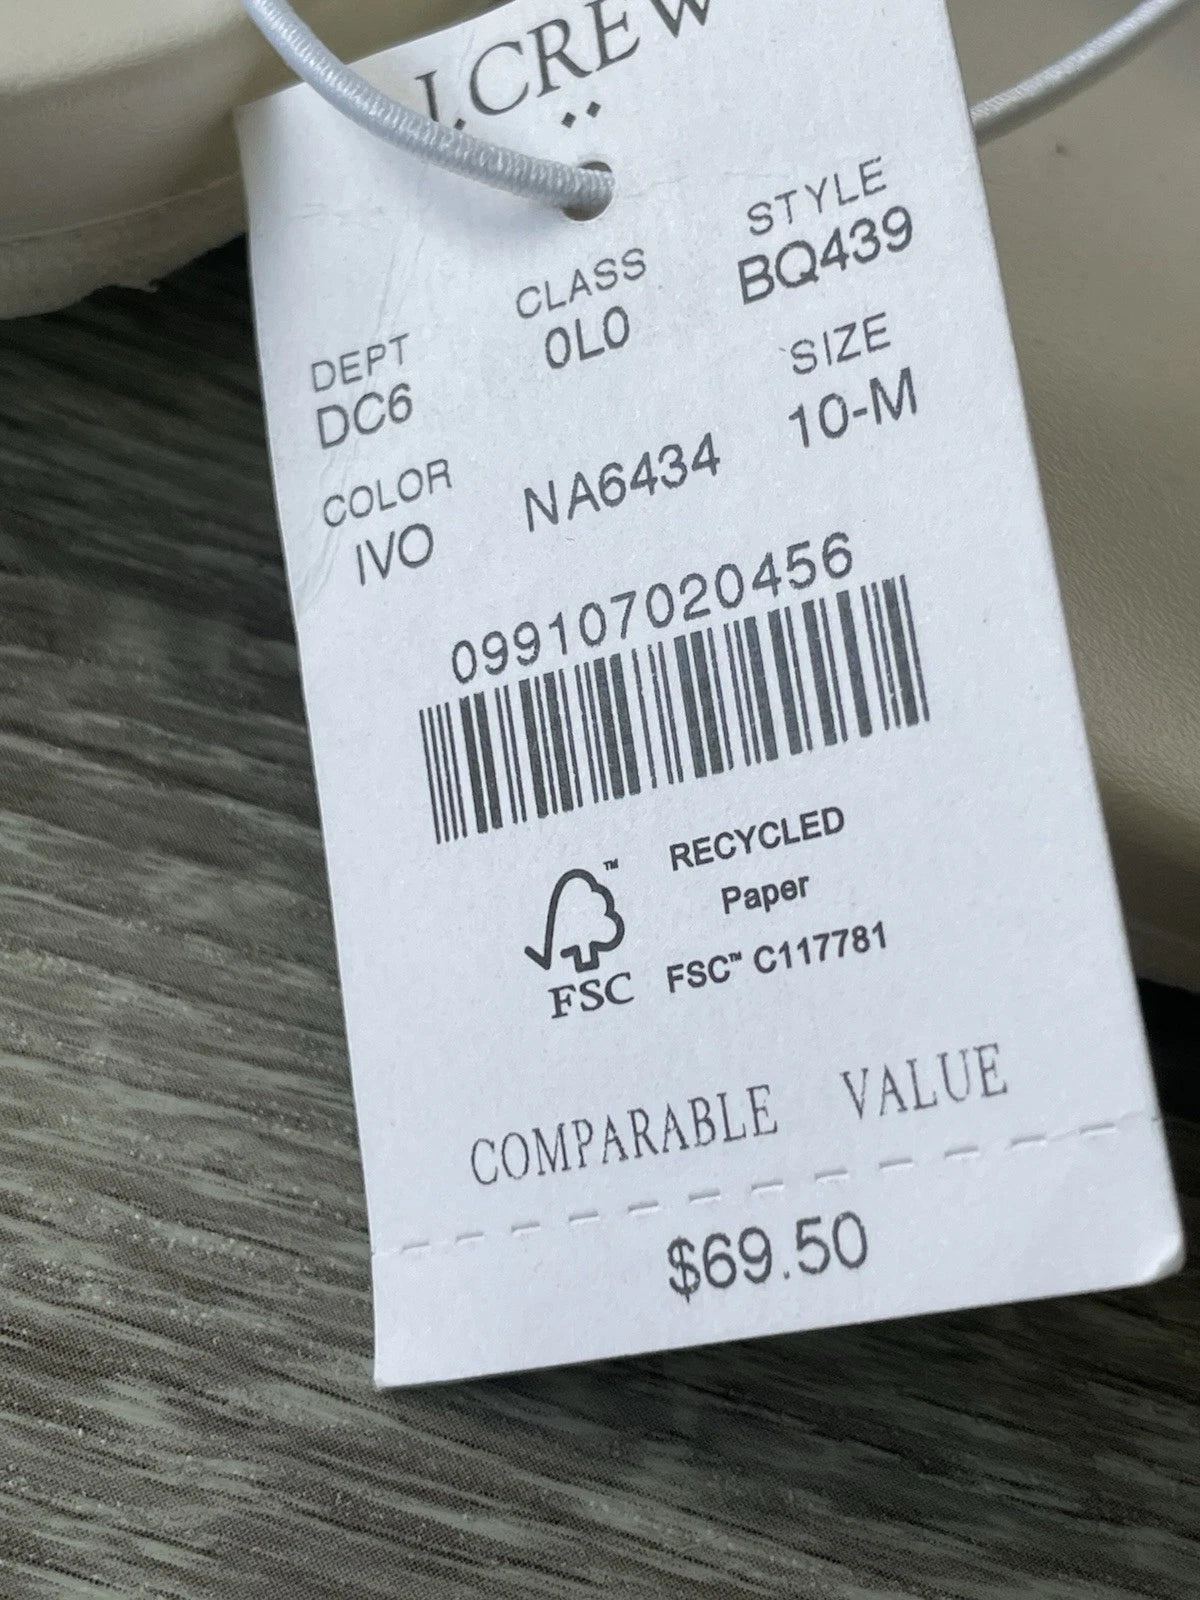 J.CREW
DEPT CLASS STYLE
DC6 0L0 BQ439
COLOR SIZE
IVO NA6434 10-M
099107020456
RECYCLED
Paper
FSC™ C117781
™
FSC
COMPARABLE VALUE
$69.50